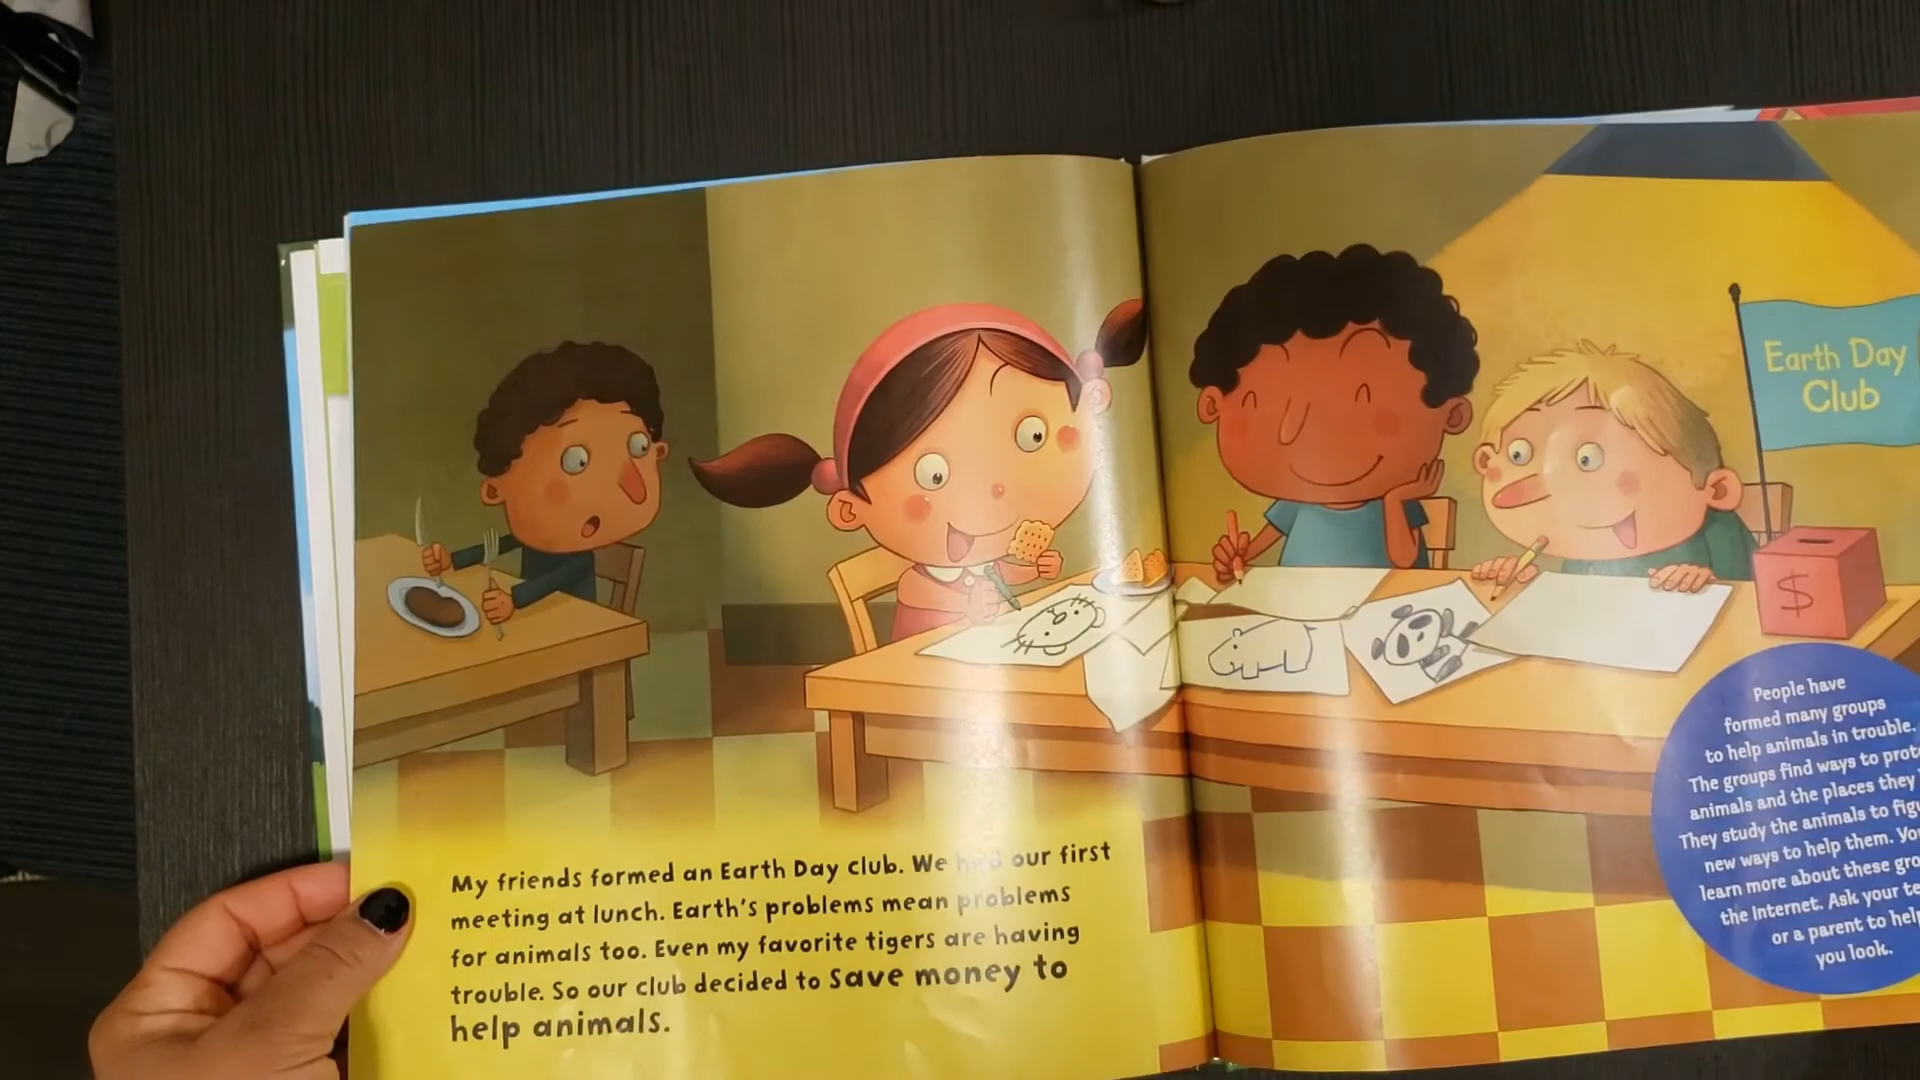 My friends formed an Earth Day club. We our first
meeting at lunch. Earth's problems mean problems
for animals too. Even my favorite tigers are having
trouble. So our club decided to save money to
help animals.
Earth Day
Club
$
People have
formed many groups
to help animals in trouble.
The groups find ways to
animals and the places they
They study the animals to
new ways to help them.
learn more about these
the Internet. Ask your
or a parent to help
you look.